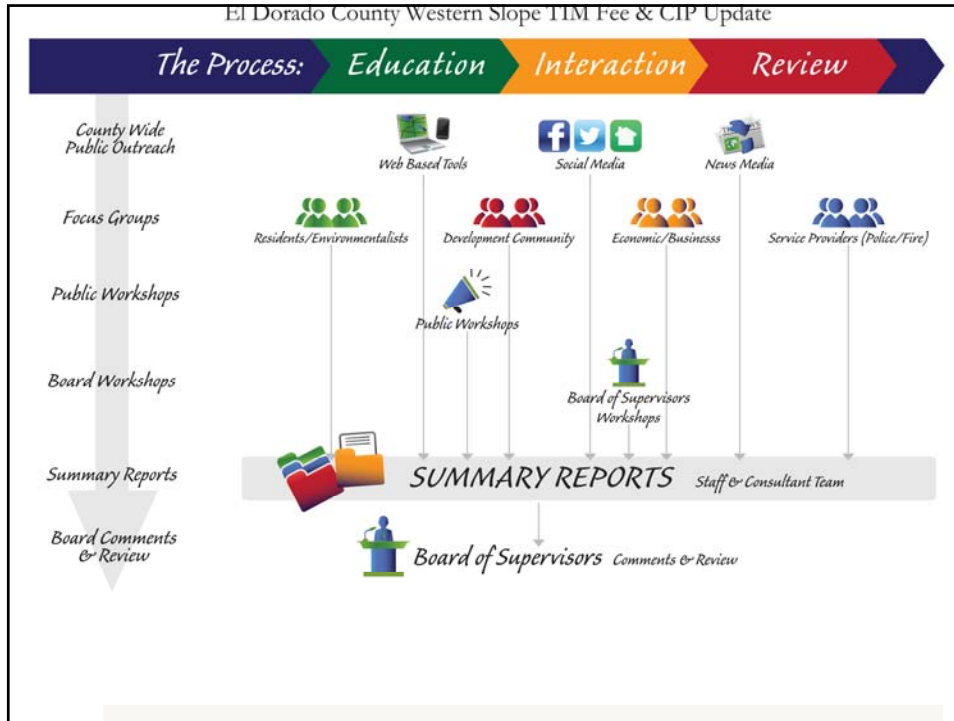 El Dorado County Western Slope TIM Fee & CIP Update
The Process: Education Interaction Review
County Wide
Public Outreach
Web Based Tools
Social Media
News Media
Focus Groups
Residents/Environmentalists
Development Community
Economic/Businesss
Service Providers (Police/Fire)
Public Workshops
Public Workshops
Board Workshops
Board of Supervisors
Workshops
Summary Reports
SUMMARY REPORTS Staff & Consultant Team
Board Comments
& Review
Board of Supervisors Comments & Review